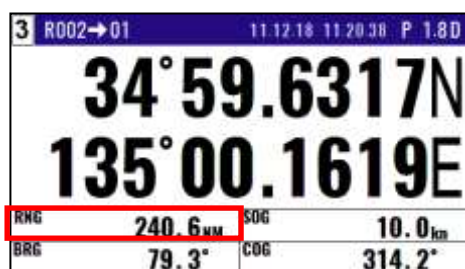 3 R002→01 11.12.18 11.20.38 P 1.8D
34°59.6317N
135°00.1619E
RNG 240.6NM SOG 10.0kn
BRG 79.3° COG 314.2°